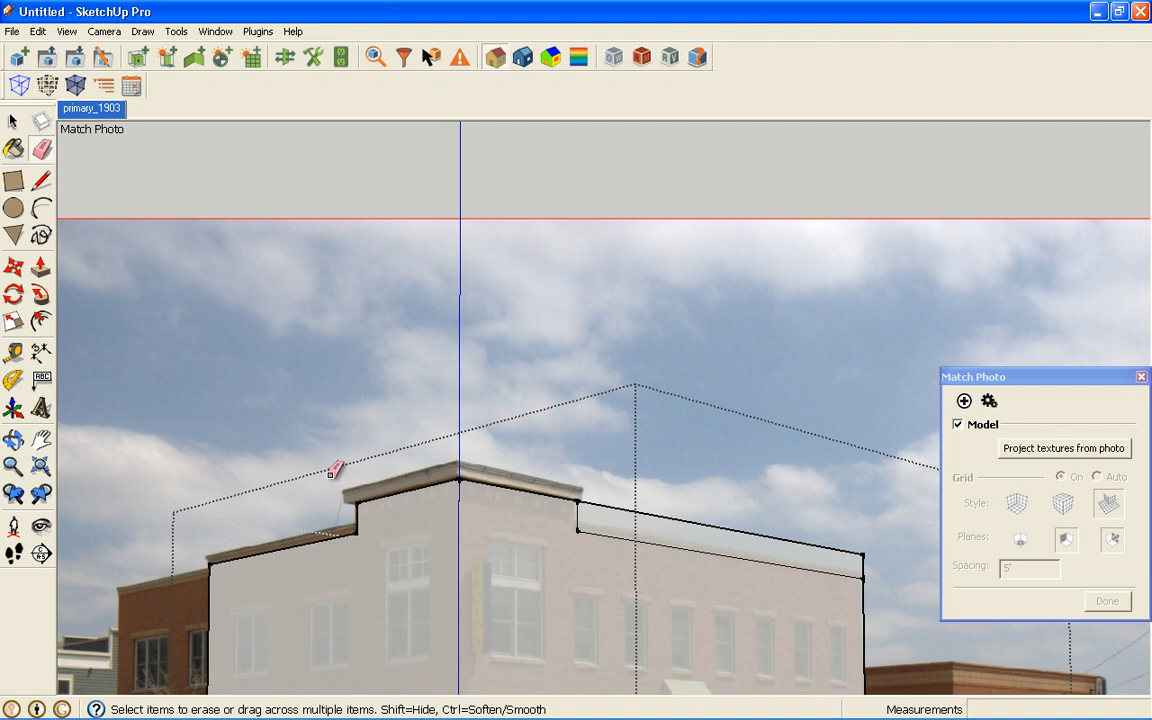 Untitled - SketchUp Pro
File Edit View Camera Draw Tools Window Plugins Help
primary_1903
Match Photo
ABC
A
Match Photo
Model
Project textures from photo
Grid On Auto
Style:
Planes:
Spacing: 5'
Done
Select items to erase or drag across multiple items. Shift=Hide, Ctrl=Soften/Smooth
Measurements